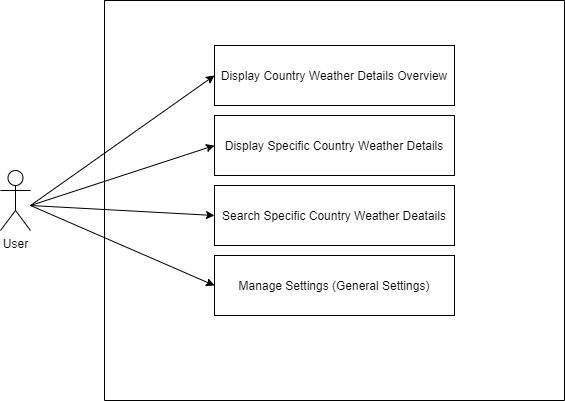 Display Country Weather Details Overview
Display Specific Country Weather Details
Search Specific Country Weather Deatails
User
Manage Settings (General Settings)